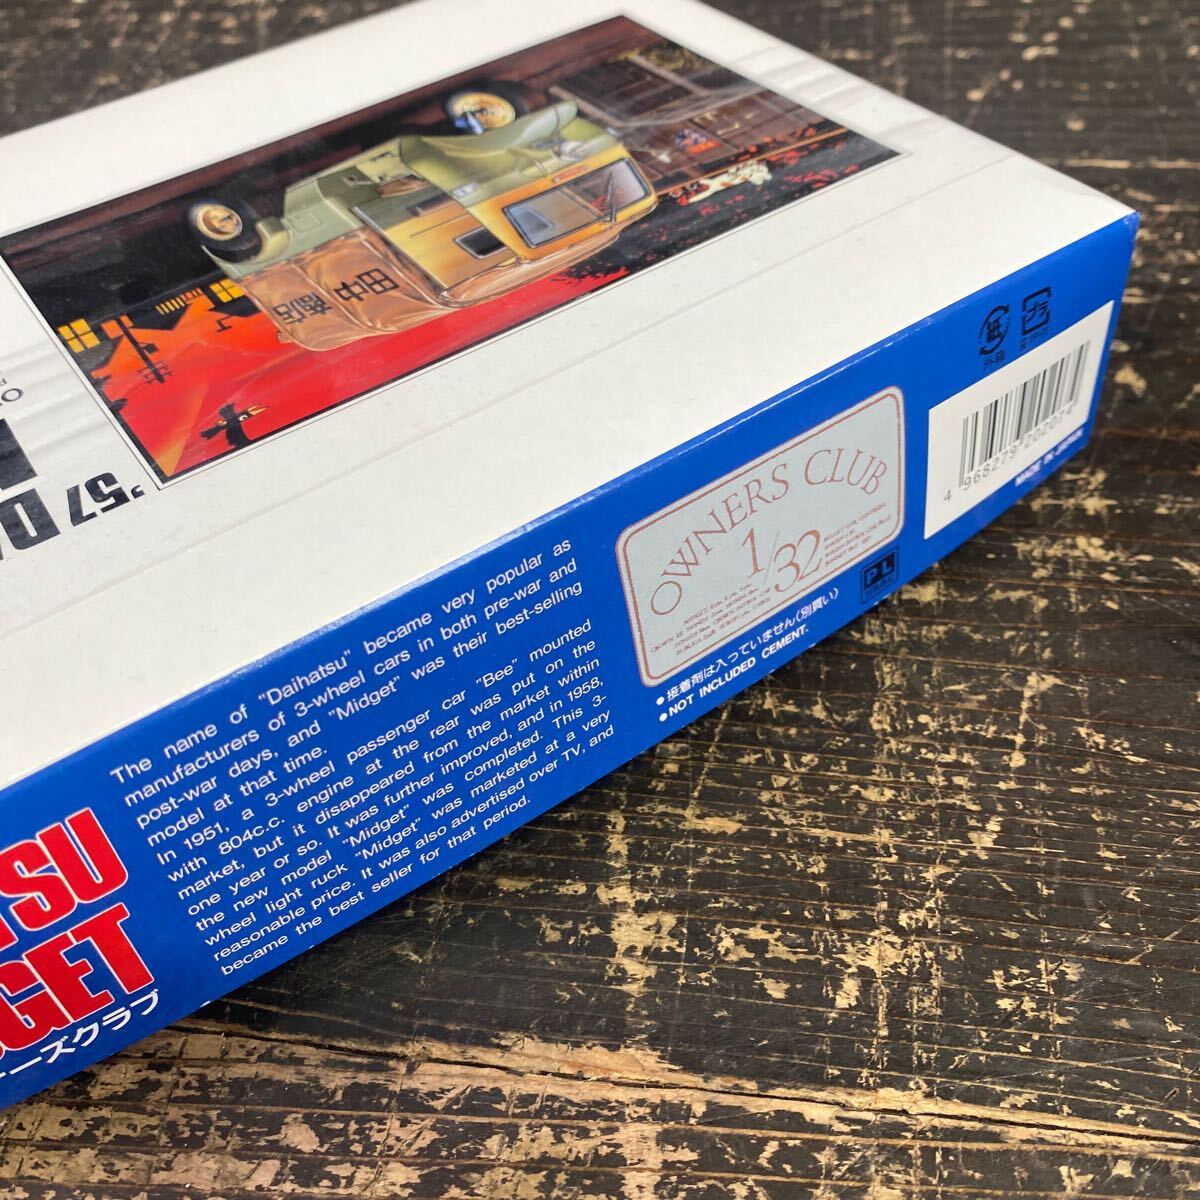 田中
商店
'57 DA
The name of "Daihatsu" became very popular as
manufacturers of 3-wheel cars in both pre-war and
post-war days, and "Midget" was their best-selling
model at that time.
In 1951, a 3-wheel passenger car "Bee" mounted
with 804c.c. engine at the rear was put on the
market, but it disappeared from the market within
one year or so. It was further improved, and in 1958,
the new model "Midget" was completed. This 3-
wheel light ruck "Midget" was marketed at a very
reasonable price. It was also advertised over TV, and
became the best seller for that period.
TSU
GET
ーズクラブ
OWNERS CLUB
1/32
●接着剤は入っていません(別買い)
●NOT INCLUDED CEMENT.
PL
紙
外箱
プラ
4 968279 202074
MADE IN JAPAN